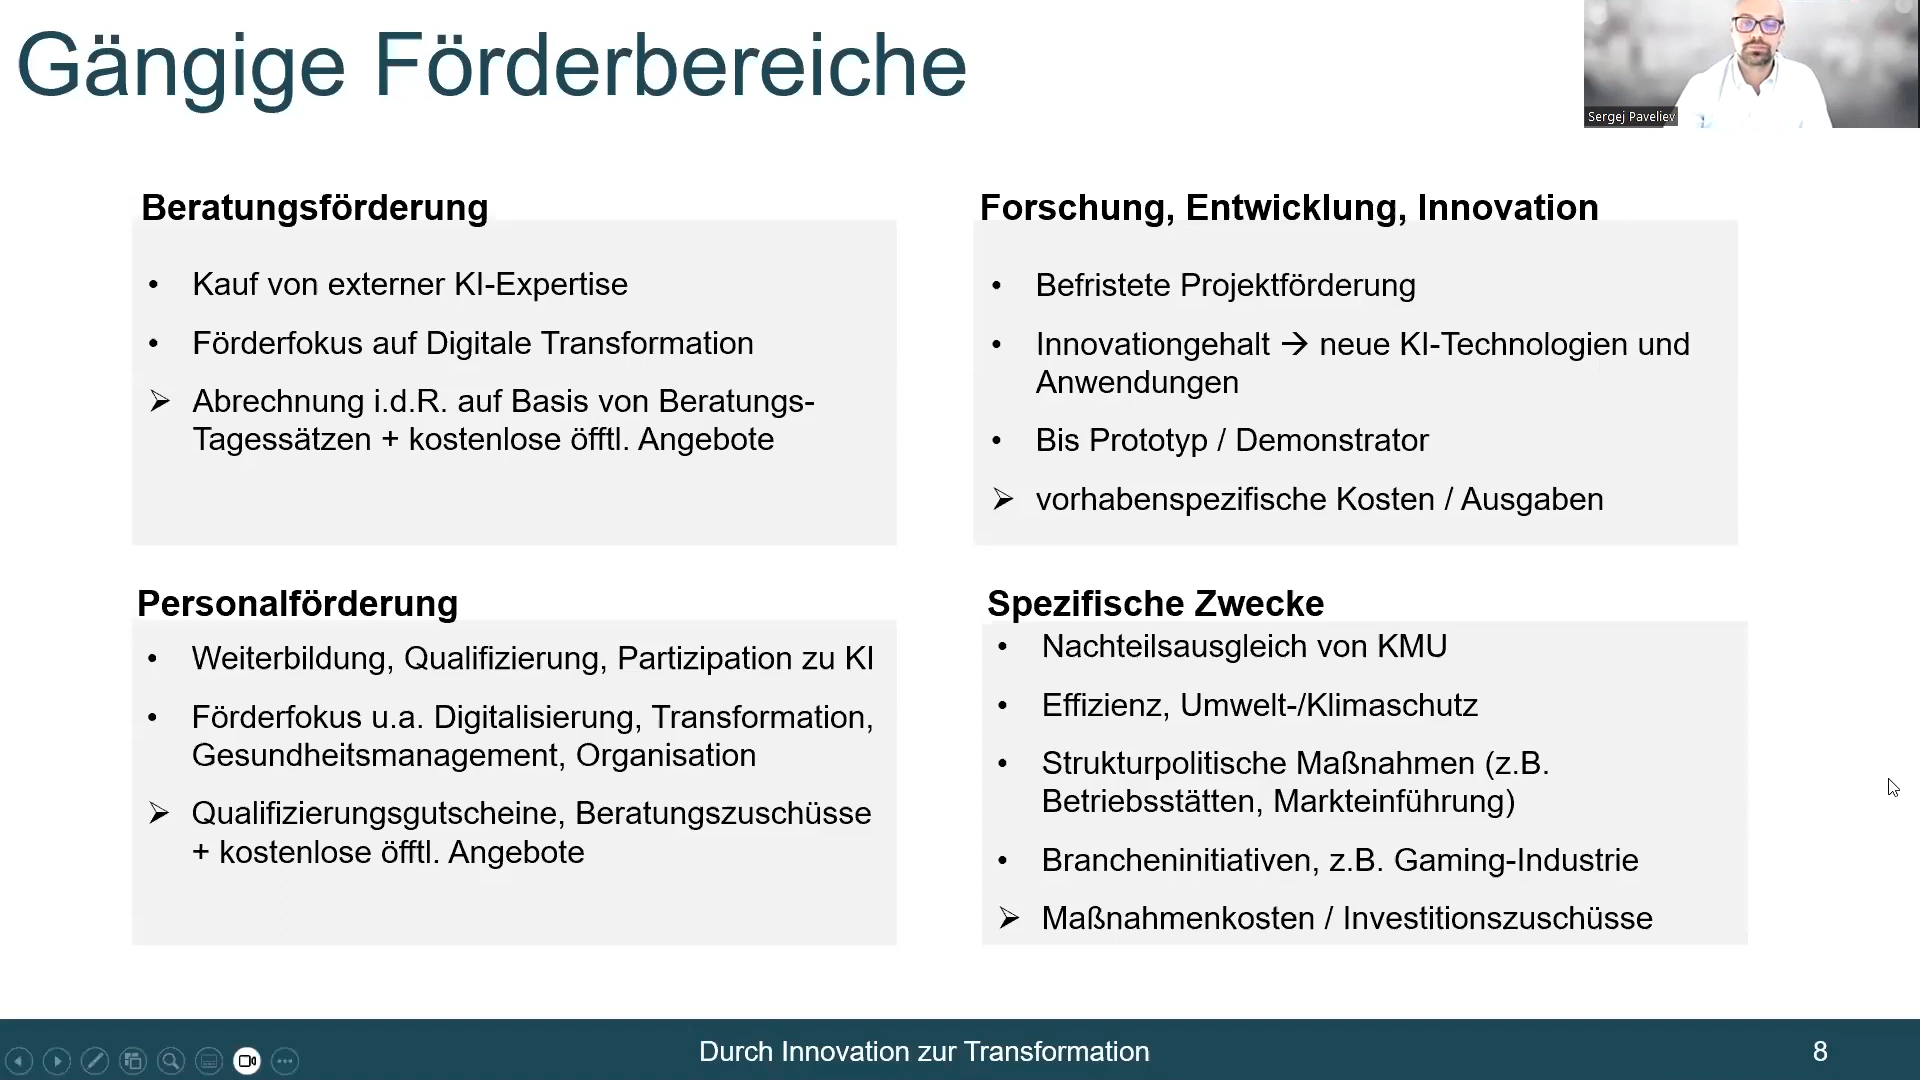 Gängige Förderbereiche
Sergej Paveliev
Beratungsförderung
• Kauf von externer KI-Expertise
• Förderfokus auf Digitale Transformation
➢ Abrechnung i.d.R. auf Basis von Beratungs-
Tagessätzen + kostenlose öfftl. Angebote
Forschung, Entwicklung, Innovation
• Befristete Projektförderung
• Innovationgehalt → neue KI-Technologien und
Anwendungen
• Bis Prototyp / Demonstrator
➢ vorhabenspezifische Kosten / Ausgaben
Personalförderung
• Weiterbildung, Qualifizierung, Partizipation zu KI
• Förderfokus u.a. Digitalisierung, Transformation,
Gesundheitsmanagement, Organisation
➢ Qualifizierungsgutscheine, Beratungszuschüsse
+ kostenlose öfftl. Angebote
Spezifische Zwecke
• Nachteilsausgleich von KMU
• Effizienz, Umwelt-/Klimaschutz
• Strukturpolitische Maßnahmen (z.B.
Betriebsstätten, Markteinführung)
• Brancheninitiativen, z.B. Gaming-Industrie
➢ Maßnahmenkosten / Investitionszuschüsse
Durch Innovation zur Transformation
8